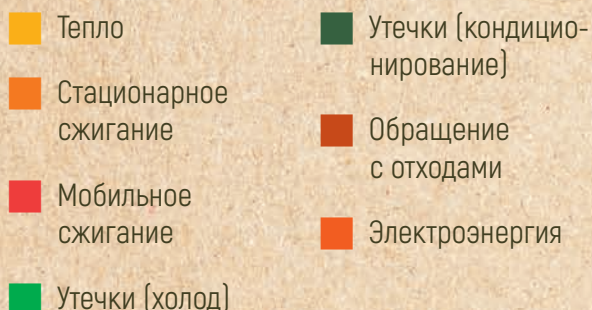 Тепло
Стационарное
сжигание
Мобильное
сжигание
Утечки (холод)
Утечки (кондицио-
нирование)
Обращение
с отходами
Электроэнергия